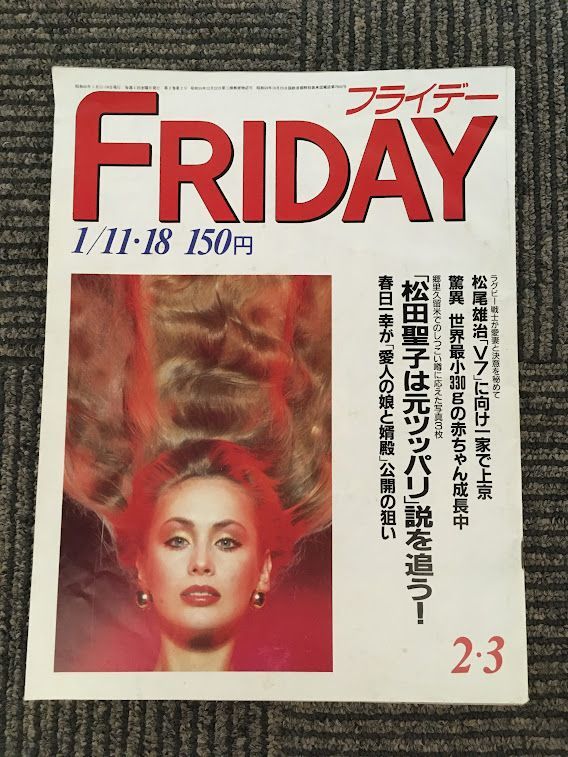 フライデー
FRIDAY
1/11・18 150円
ラグビー戦士が愛妻と決意を秘めて
松尾雄治「V7」に向け一家で上京
驚異 世界最小330gの赤ちゃん成長中
郷里久留米でのしつこい噂に応えた写真3枚
「松田聖子は元ツッパリ」説を追う!
春日一幸が「愛人の娘と婿殿」公開の狙い
2・3